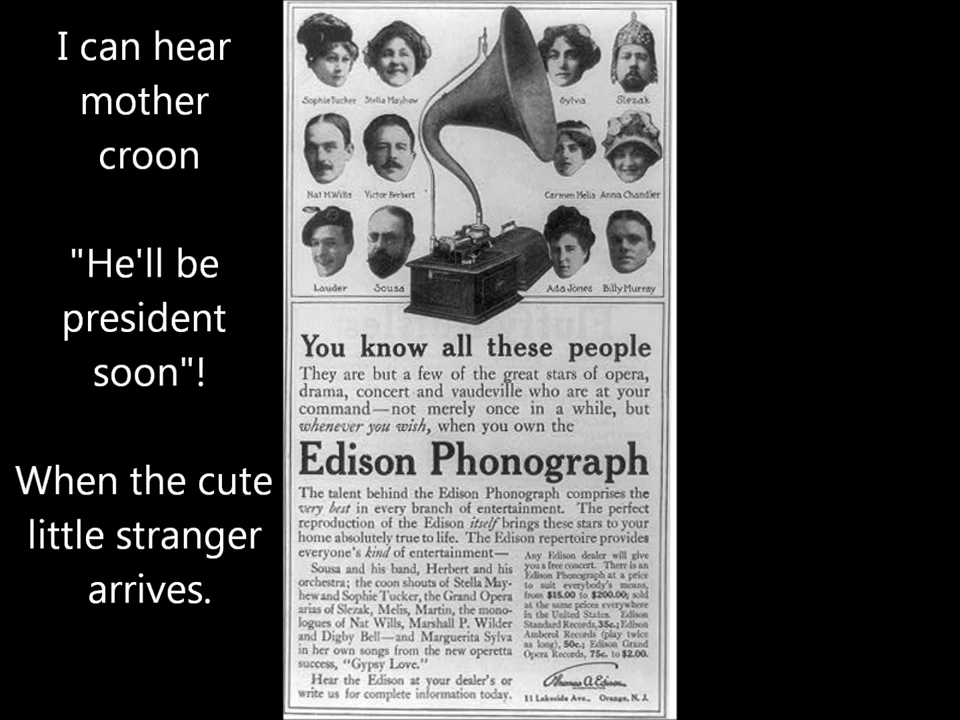 I can hear
mother
croon
"He'll be
president
soon"!
When the cute
little stranger
arrives.
Sophie Tucker Stella Mayhew Sylva Slezak
Nat M. Wills Victor Herbert Carmen Melis Anna Chandler
Lauder Sousa Ada Jones Billy Murray
You know all these people
They are but a few of the great stars of opera,
drama, concert and vaudeville who are at your
command—not merely once in a while, but
whenever you wish, when you own the
Edison Phonograph
The talent behind the Edison Phonograph comprises the
very best in every branch of entertainment. The perfect
reproduction of the Edison itself brings these stars to your
home absolutely true to life. The Edison repertoire provides
everyone's kind of entertainment—
Sousa and his band, Herbert and his
orchestra; the coon shouts of Stella May-
hew and Sophie Tucker, the Grand Opera
arias of Slezak, Melis, Martin, the mono-
logues of Nat Wills, Marshall P. Wilder
and Digby Bell—and Marguerita Sylva
in her own songs from the new operetta
success, "Gypsy Love."
Hear the Edison at your dealer's or
write us for complete information today.
Any Edison dealer will give
you a free concert. There is an
Edison Phonograph at a price
to suit everybody's means,
from $15.00 to $200.00; sold
at the same prices everywhere
in the United States. Edison
Standard Records, 35c.; Edison
Amberol Records (play twice
as long), 50c.; Edison Grand
Opera Records, 75c. to $2.00.
Thomas A. Edison
11 Lakeside Ave., Orange, N. J.